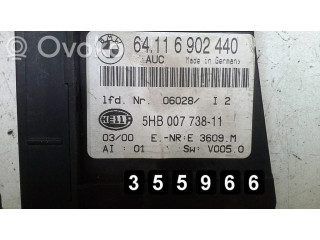 Ovoko
BMW
64.11 6 902 440
AUC Made in Germany
lfd. Nr. 06028/ I 2
HELLA
5HB 007 738-11
03/00 E.-NR:E 3609.M
AI : 01 SW: V005.0
355966